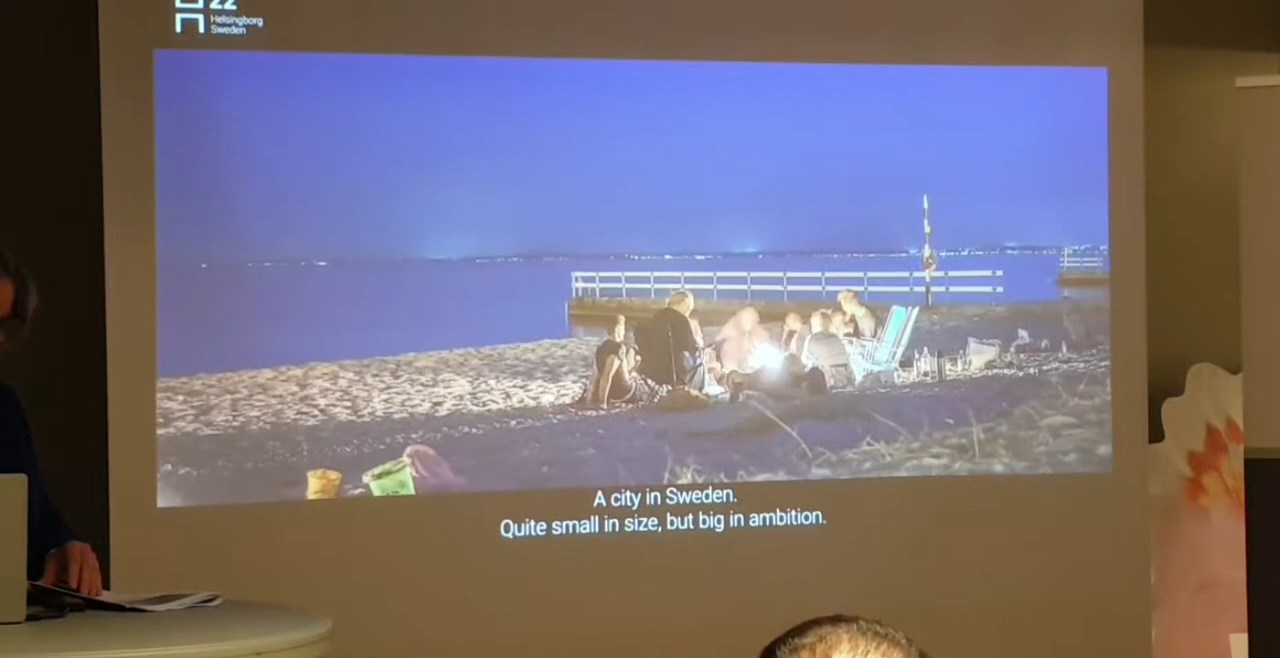 22
Helsingborg
Sweden
A city in Sweden.
Quite small in size, but big in ambition.